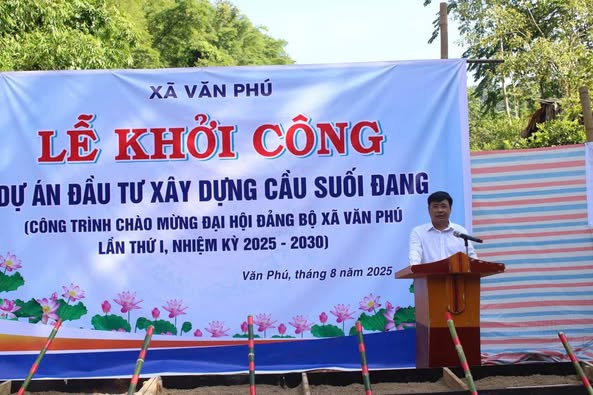 XÃ VĂN PHÚ
LỄ KHỞI CÔNG
DỰ ÁN ĐẦU TƯ XÂY DỰNG CẦU SUỐI ĐANG
(CÔNG TRÌNH CHÀO MỪNG ĐẠI HỘI ĐẢNG BỘ XÃ VĂN PHÚ
LẦN THỨ I, NHIỆM KỲ 2025 - 2030)
Văn Phú, tháng 8 năm 2025